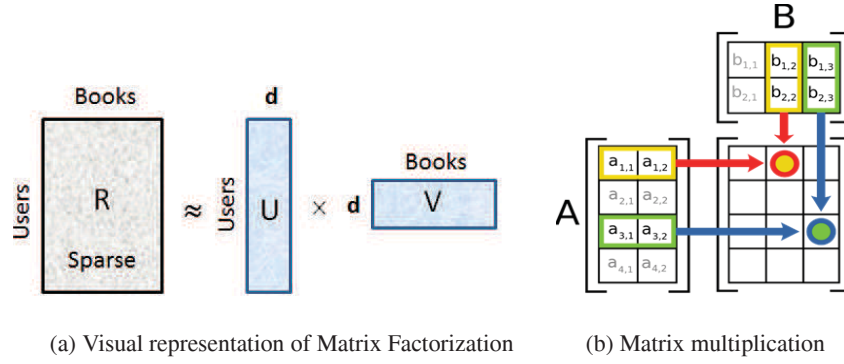 Books
d
Users
R
Sparse
≈
Users
U
×
d
Books
V
(a) Visual representation of Matrix Factorization
B
b1,1 b1,2 b1,3
b2,1 b2,2 b2,3
A
a1,1 a1,2
a2,1 a2,2
a3,1 a3,2
a4,1 a4,2
(b) Matrix multiplication